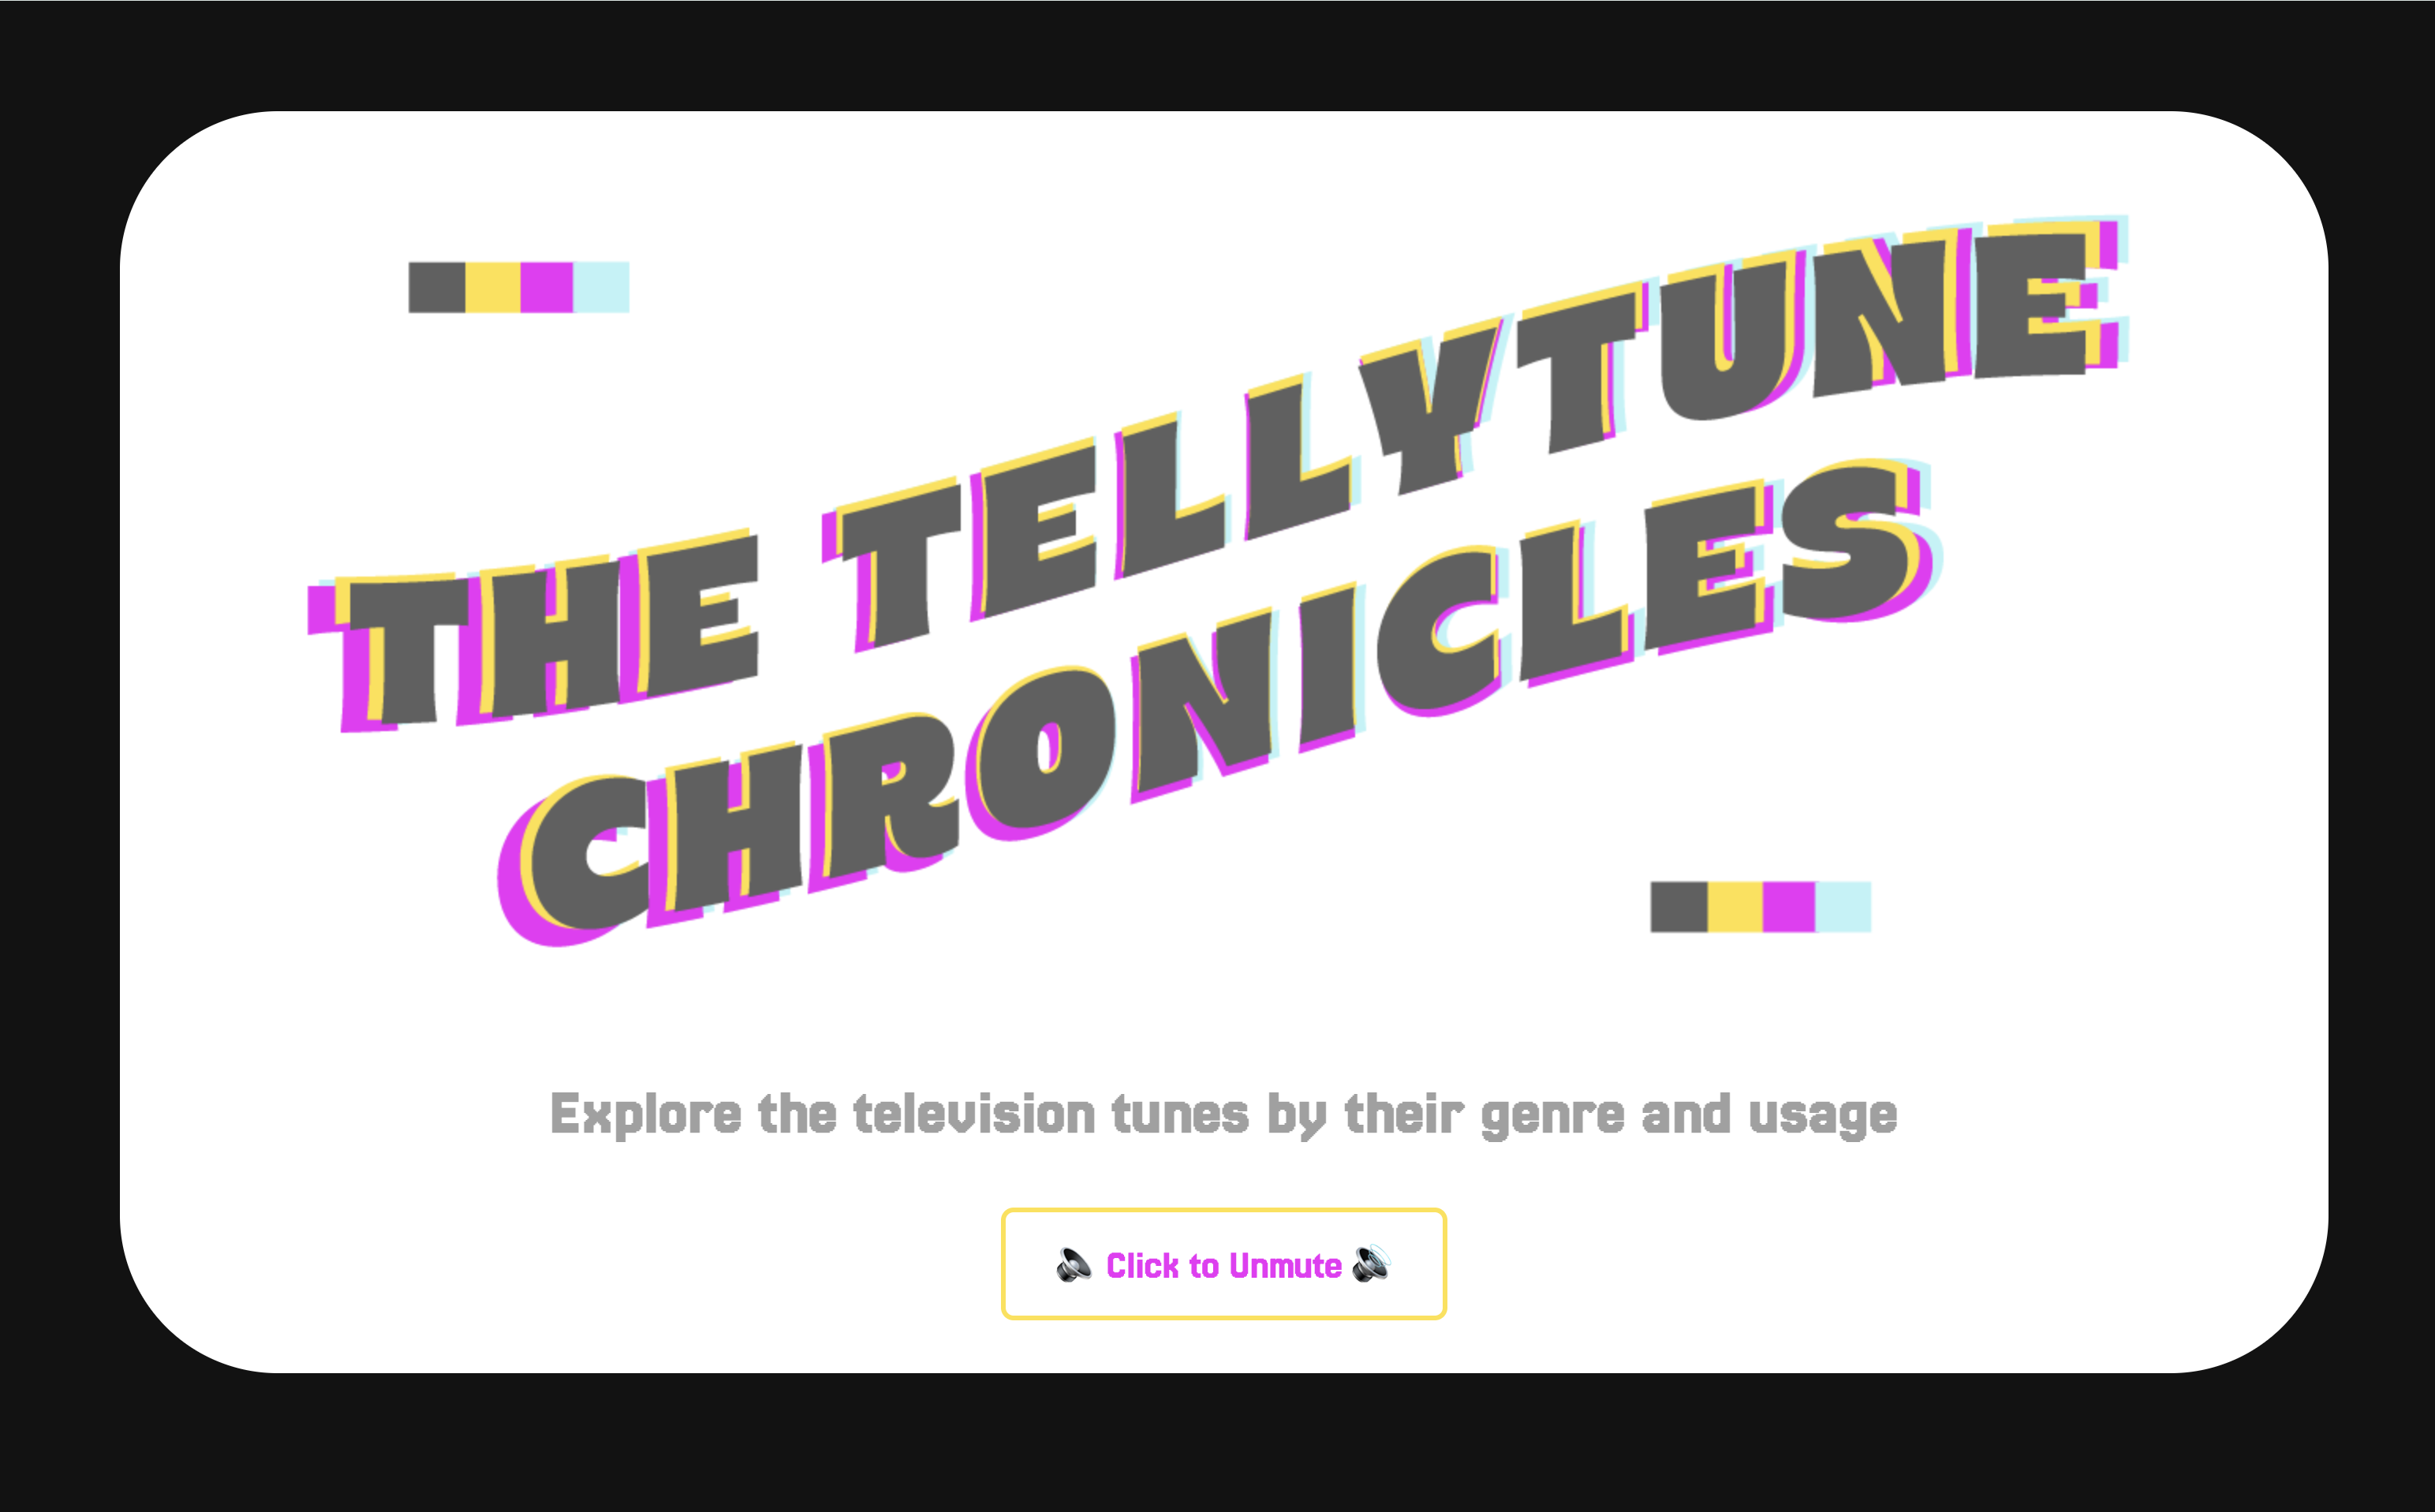 THE TELLYTUNE
CHRONICLES
Explore the television tunes by their genre and usage
🔈 Click to Unmute 🔊